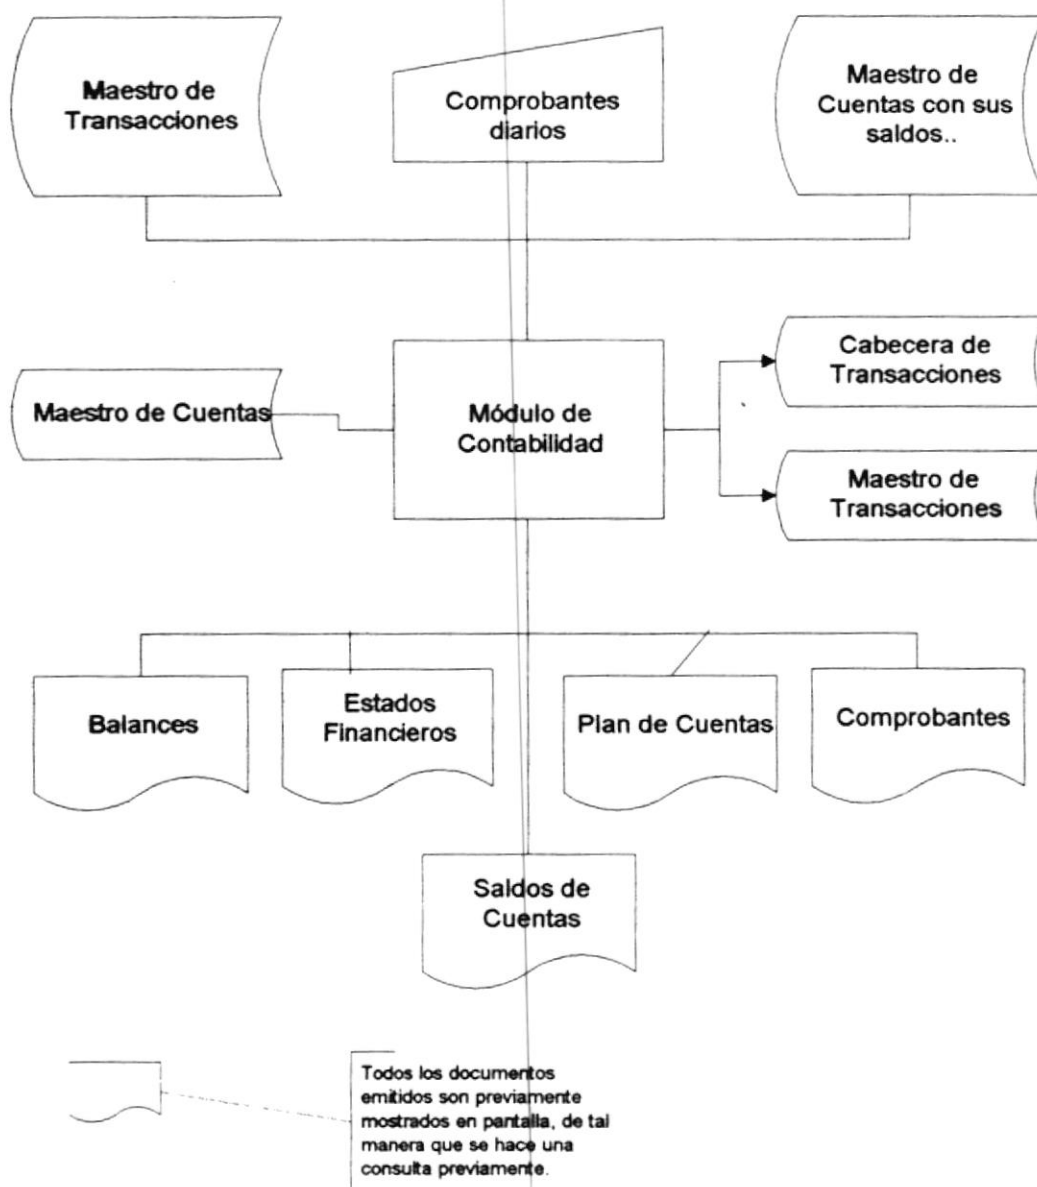 Maestro de
Transacciones
Comprobantes
diarios
Maestro de
Cuentas con sus
saldos..
Maestro de Cuentas
Módulo de
Contabilidad
Cabecera de
Transacciones
Maestro de
Transacciones
Balances
Estados
Financieros
Plan de Cuentas
Comprobantes
Saldos de
Cuentas
Todos los documentos
emitidos son previamente
mostrados en pantalla, de tal
manera que se hace una
consulta previamente.